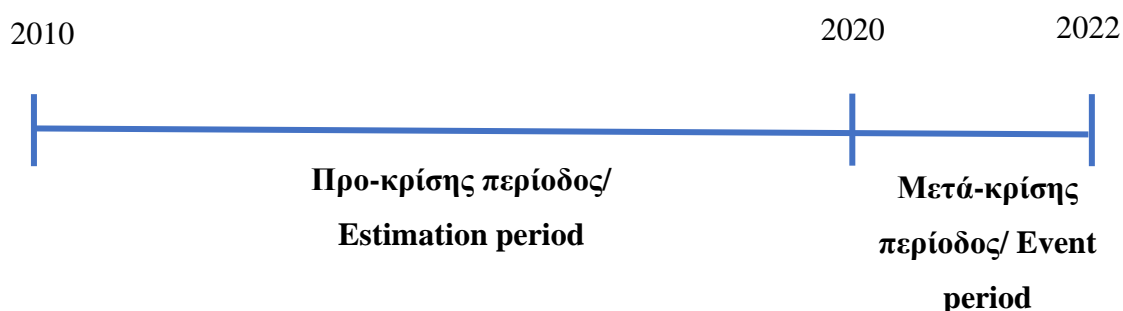 2010
2020
2022
Προ-κρίσης περίοδος/
Estimation period
Μετά-κρίσης
περίοδος/ Event
period